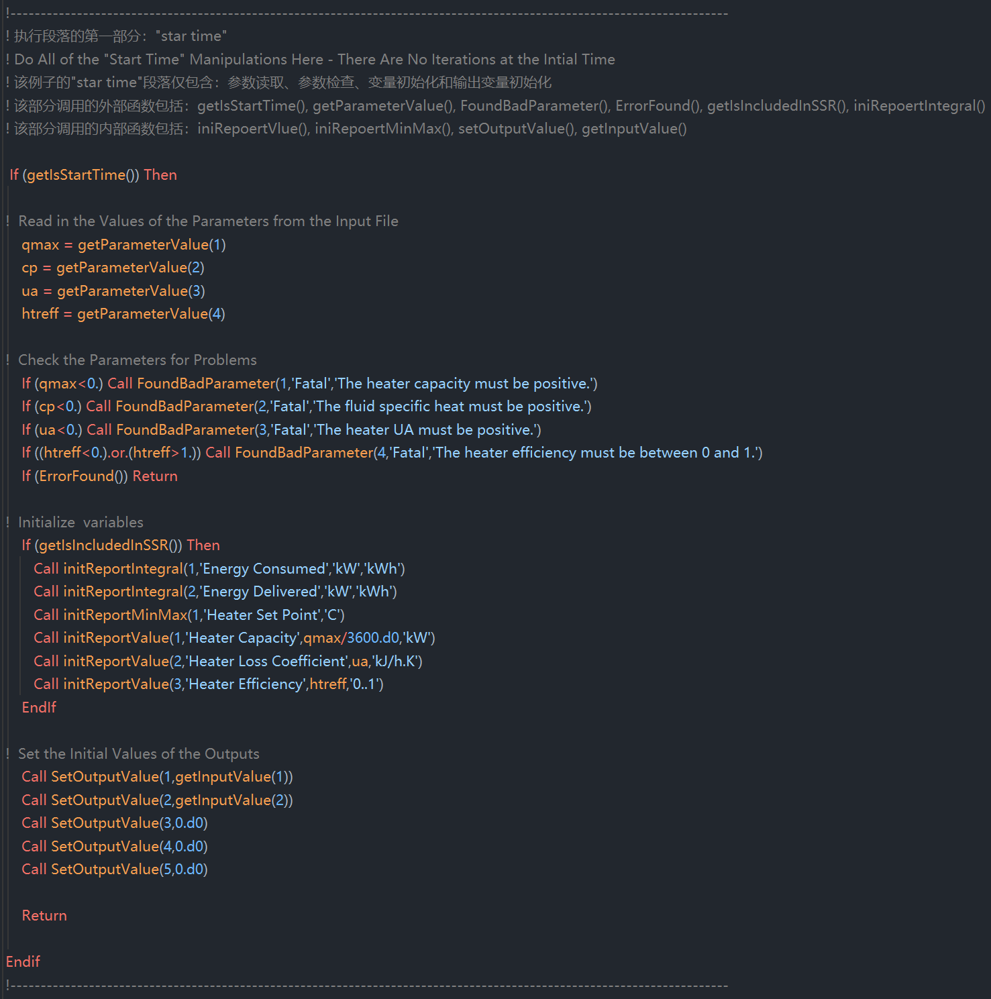 !-----------------------------------------------------------------------------------------------------------------------
! 执行段落的第一部分："star time"
! Do All of the "Start Time" Manipulations Here - There Are No Iterations at the Intial Time
! 该例子的"star time"段落仅包含：参数读取、参数检查、变量初始化和输出变量初始化
! 该部分调用的外部函数包括：getIsStartTime(), getParameterValue(), FoundBadParameter(), ErrorFound(), getIsIncludedInSSR(), iniRepoertIntegral()
! 该部分调用的内部函数包括：iniRepoertVlue(), iniRepoertMinMax(), setOutputValue(), getInputValue()
If (getIsStartTime()) Then
!  Read in the Values of the Parameters from the Input File
qmax = getParameterValue(1)
cp = getParameterValue(2)
ua = getParameterValue(3)
htreff = getParameterValue(4)
!  Check the Parameters for Problems
If (qmax<0.) Call FoundBadParameter(1,'Fatal','The heater capacity must be positive.')
If (cp<0.) Call FoundBadParameter(2,'Fatal','The fluid specific heat must be positive.')
If (ua<0.) Call FoundBadParameter(3,'Fatal','The heater UA must be positive.')
If ((htreff<0.).or.(htreff>1.)) Call FoundBadParameter(4,'Fatal','The heater efficiency must be between 0 and 1.')
If (ErrorFound()) Return
!  Initialize  variables
If (getIsIncludedInSSR()) Then
Call initReportIntegral(1,'Energy Consumed','kW','kWh')
Call initReportIntegral(2,'Energy Delivered','kW','kWh')
Call initReportMinMax(1,'Heater Set Point','C')
Call initReportValue(1,'Heater Capacity',qmax/3600.d0,'kW')
Call initReportValue(2,'Heater Loss Coefficient',ua,'kJ/h.K')
Call initReportValue(3,'Heater Efficiency',htreff,'0..1')
EndIf
!  Set the Initial Values of the Outputs
Call SetOutputValue(1,getInputValue(1))
Call SetOutputValue(2,getInputValue(2))
Call SetOutputValue(3,0.d0)
Call SetOutputValue(4,0.d0)
Call SetOutputValue(5,0.d0)
Return
Endif
!-----------------------------------------------------------------------------------------------------------------------